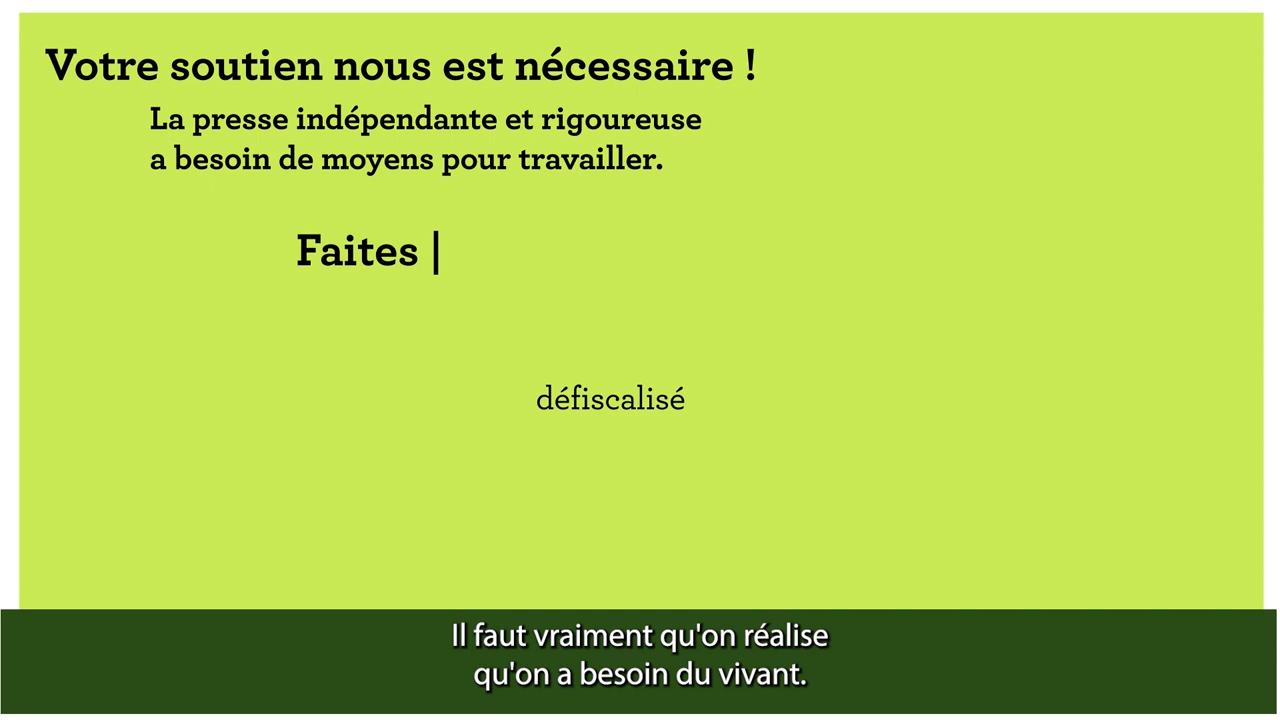 Votre soutien nous est nécessaire !
La presse indépendante et rigoureuse
a besoin de moyens pour travailler.
Faites |
défiscalisé
Il faut vraiment qu'on réalise
qu'on a besoin du vivant.